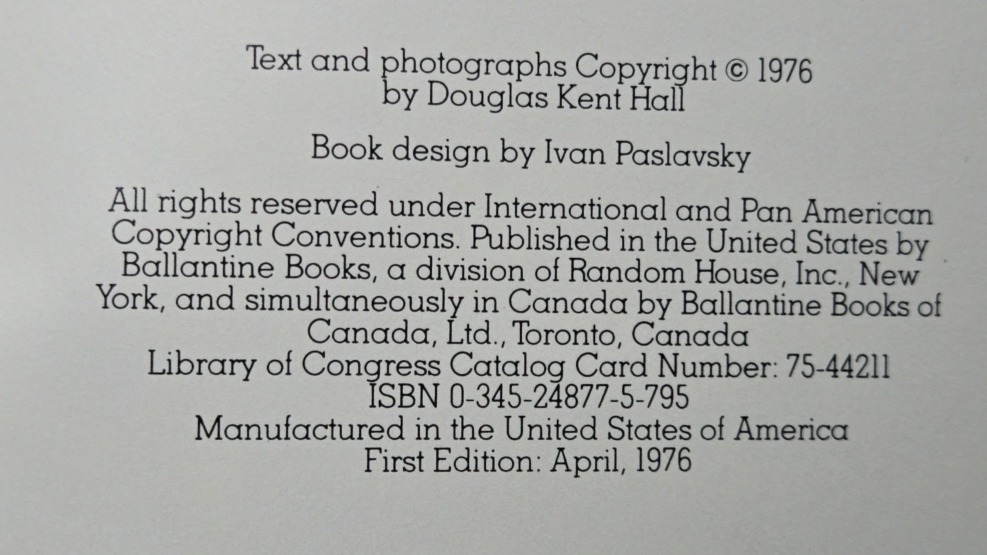 Text and photographs Copyright © 1976
by Douglas Kent Hall
Book design by Ivan Paslavsky
All rights reserved under International and Pan American
Copyright Conventions. Published in the United States by
Ballantine Books, a division of Random House, Inc., New
York, and simultaneously in Canada by Ballantine Books of
Canada, Ltd., Toronto, Canada
Library of Congress Catalog Card Number: 75-44211
ISBN 0-345-24877-5-795
Manufactured in the United States of America
First Edition: April, 1976